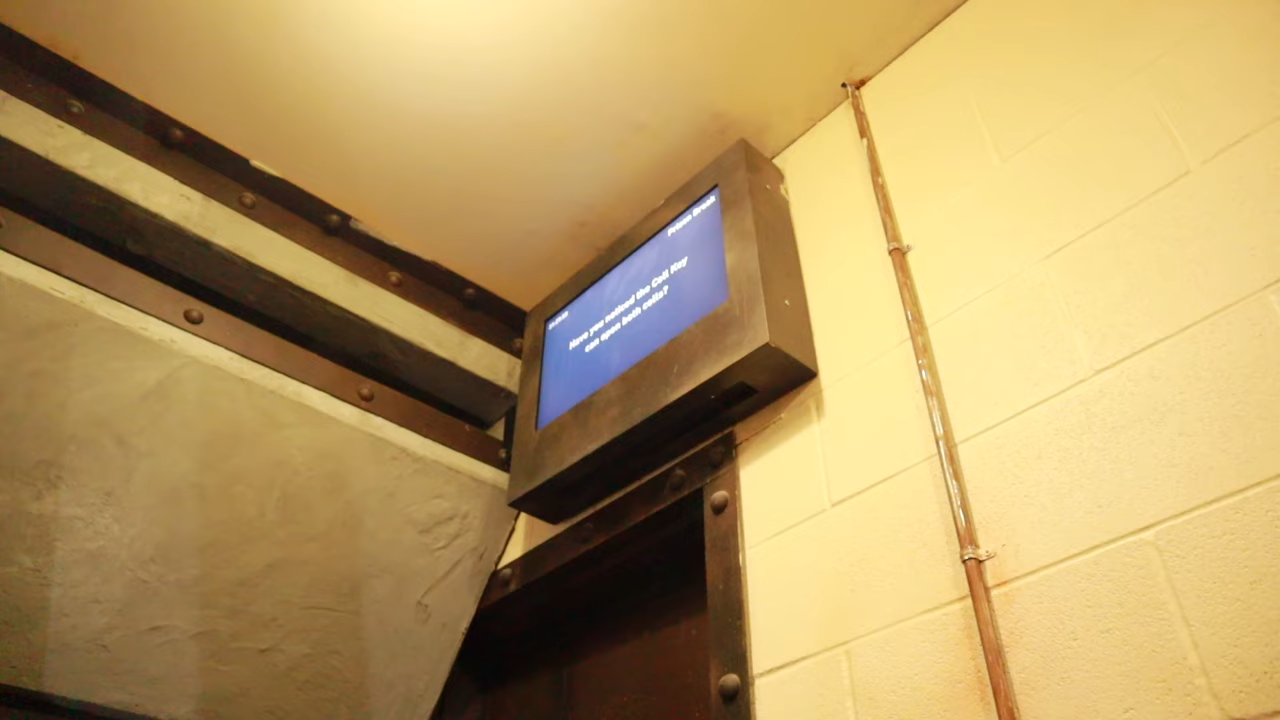 Prison Break
Have you noticed the Cell Key
can open both cells?